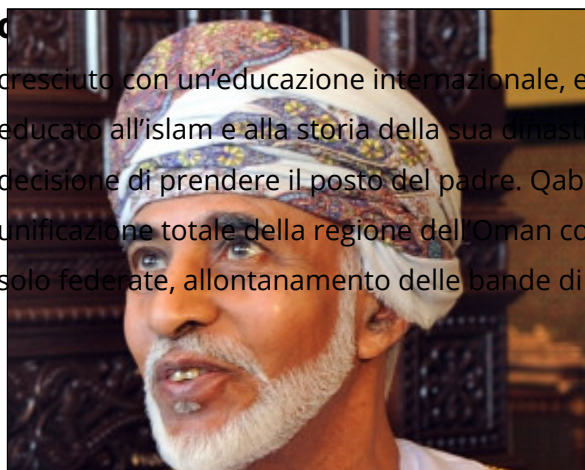 cresciuto con un'educazione internazionale, e
educato all'islam e alla storia della sua dinast
decisione di prendere il posto del padre. Qab
unificazione totale della regione dell'Oman co
solo federate, allontanamento delle bande di